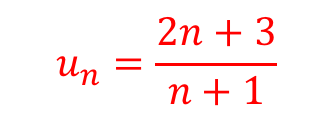 uₙ = (2n + 3)/(n + 1)